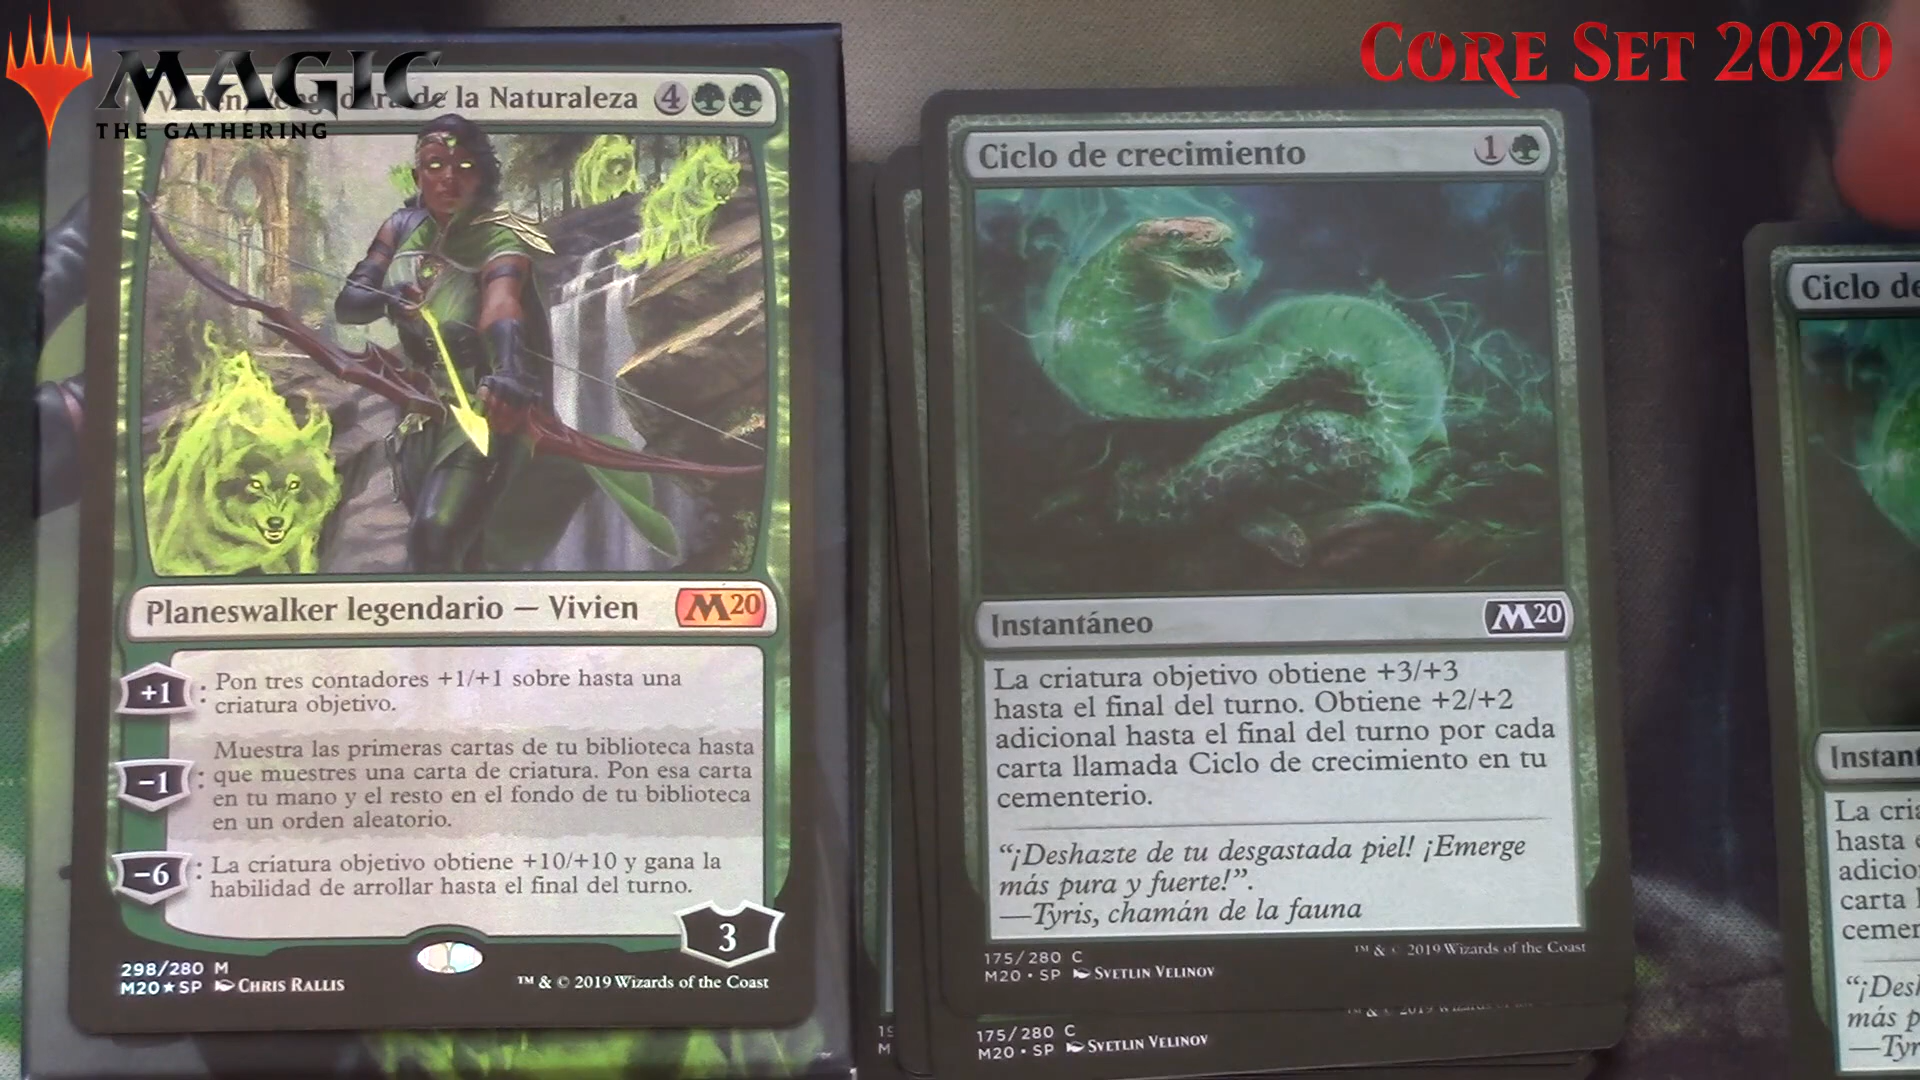 MAGIC
THE GATHERING
CORE SET 2020
de la Naturaleza 4
Planeswalker legendario — Vivien M20
+1 : Pon tres contadores +1/+1 sobre hasta una
criatura objetivo.
Muestra las primeras cartas de tu biblioteca hasta
−1 : que muestres una carta de criatura. Pon esa carta
en tu mano y el resto en el fondo de tu biblioteca
en un orden aleatorio.
−6 : La criatura objetivo obtiene +10/+10 y gana la
habilidad de arrollar hasta el final del turno.
3
298/280 M
M20★SP CHRIS RALLIS
™ & © 2019 Wizards of the Coast
Ciclo de crecimiento 1
Instantáneo M20
La criatura objetivo obtiene +3/+3
hasta el final del turno. Obtiene +2/+2
adicional hasta el final del turno por cada
carta llamada Ciclo de crecimiento en tu
cementerio.
“¡Deshazte de tu desgastada piel! ¡Emerge
más pura y fuerte!”.
—Tyris, chamán de la fauna
175/280 C
M20 • SP SVETLIN VELINOV
™ & © 2019 Wizards of the Coast
175/280 C
M20 • SP SVETLIN VELINOV
Ciclo de
Instant
La cria
hasta
adicio
carta
cemen
“¡Desh
más p
—Tyr